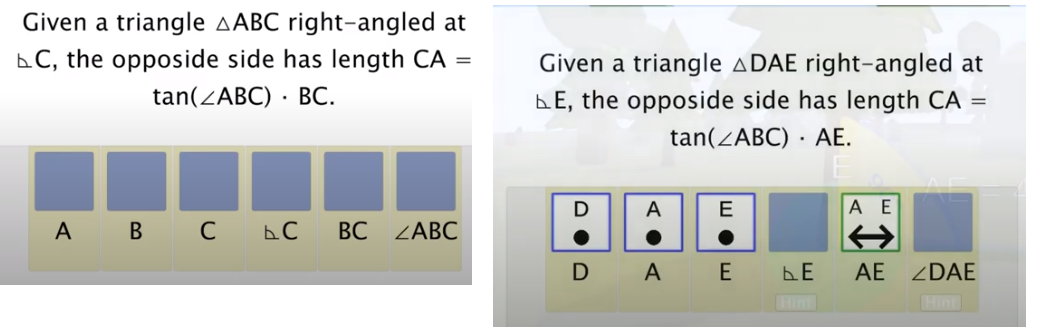 Given a triangle △ABC right-angled at
⊾C, the opposide side has length CA =
tan(∠ABC) · BC.
A B C ⊾C BC ∠ABC
Given a triangle △DAE right-angled at
⊾E, the opposide side has length CA =
tan(∠ABC) · AE.
E
AE =
D A E A E
D A E ⊾E AE ∠DAE
Hint Hint